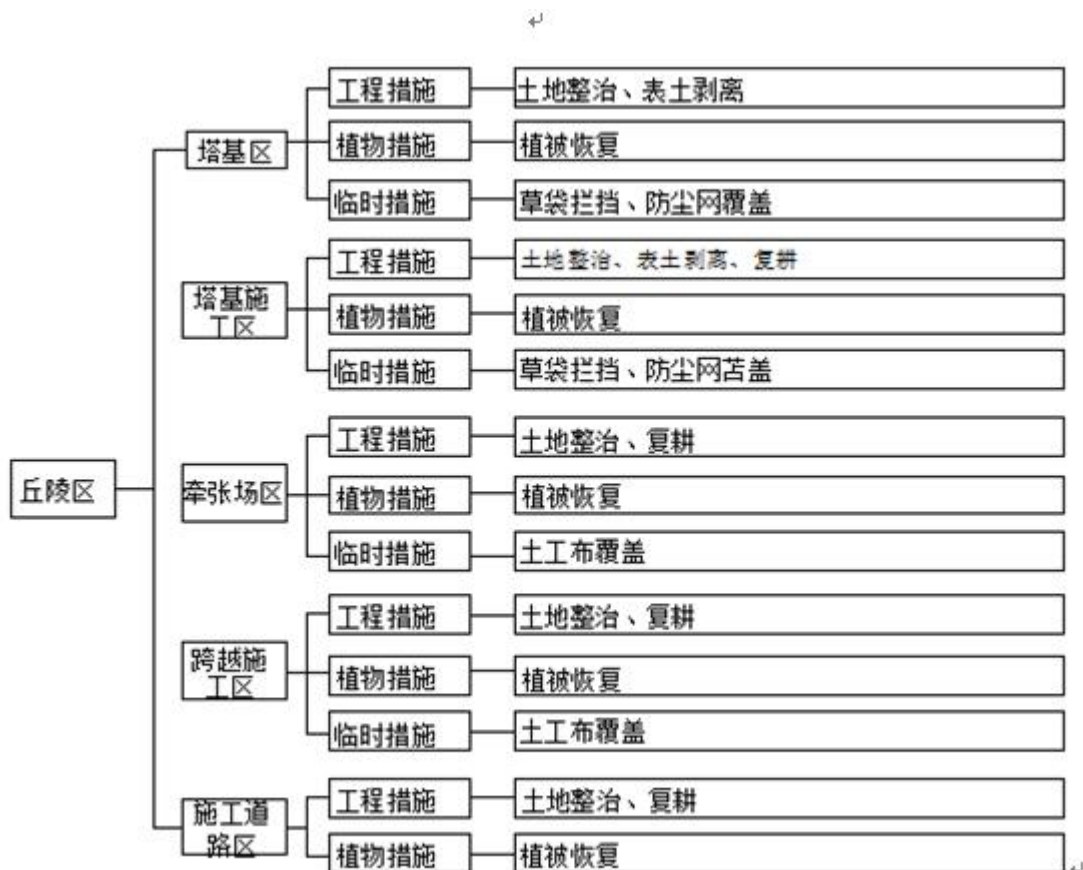 丘陵区
塔基区
工程措施
土地整治、表土剥离
植物措施
植被恢复
临时措施
草袋拦挡、防尘网覆盖
塔基施
工区
工程措施
土地整治、表土剥离、复耕
植物措施
植被恢复
临时措施
草袋拦挡、防尘网苫盖
牵张场区
工程措施
土地整治、复耕
植物措施
植被恢复
临时措施
土工布覆盖
跨越施
工区
工程措施
土地整治、复耕
植物措施
植被恢复
临时措施
土工布覆盖
施工道
路区
工程措施
土地整治、复耕
植物措施
植被恢复